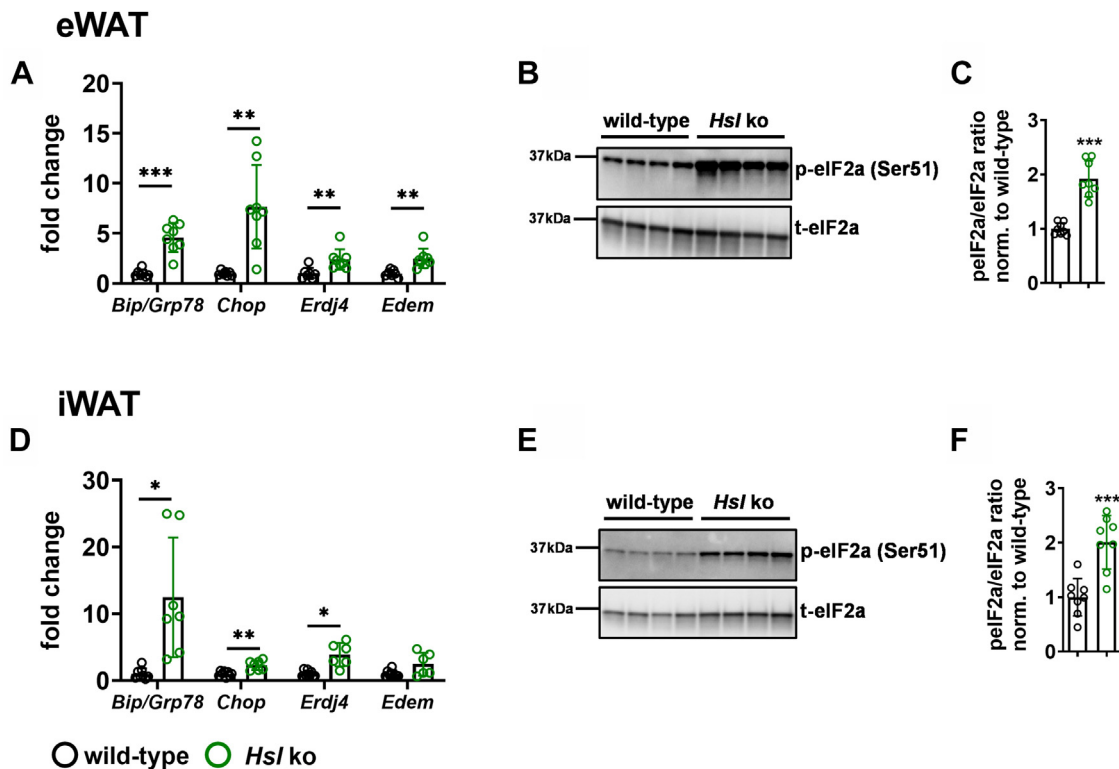 eWAT
A
fold change
20
15
10
5
0
***
**
**
**
Bip/Grp78 Chop Erdj4 Edem
B
wild-type Hsl ko
37kDa
p-eIF2a (Ser51)
37kDa
t-eIF2a
C
peIF2a/eIF2a ratio
norm. to wild-type
3
2
1
0
***
iWAT
D
fold change
30
20
10
0
*
**
*
Bip/Grp78 Chop Erdj4 Edem
E
wild-type Hsl ko
37kDa
p-eIF2a (Ser51)
37kDa
t-eIF2a
F
peIF2a/eIF2a ratio
norm. to wild-type
3
2
1
0
***
wild-type Hsl ko